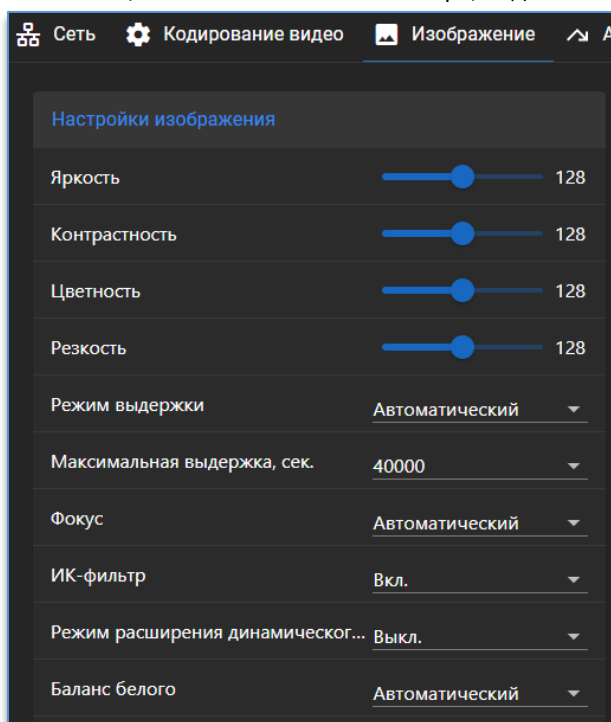 Сеть Кодирование видео Изображение
Настройки изображения
Яркость 128
Контрастность 128
Цветность 128
Резкость 128
Режим выдержки Автоматический
Максимальная выдержка, сек. 40000
Фокус Автоматический
ИК-фильтр Вкл.
Режим расширения динамическог... Выкл.
Баланс белого Автоматический